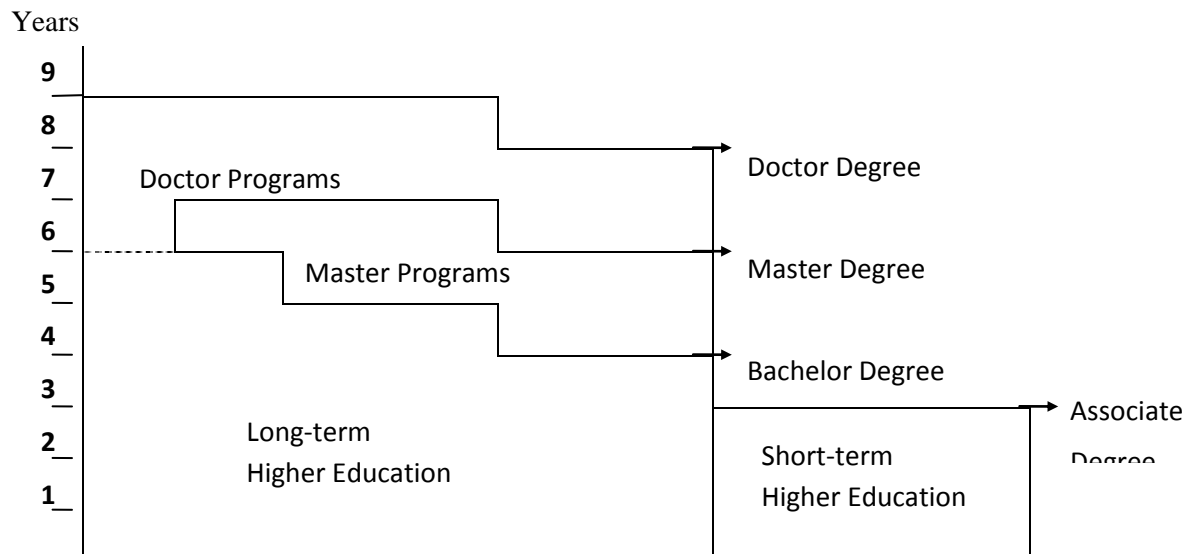 Years
9
8
7
6
5
4
3
2
1
Doctor Programs
Master Programs
Long-term
Higher Education
Doctor Degree
Master Degree
Bachelor Degree
Short-term
Higher Education
Associate
Degree